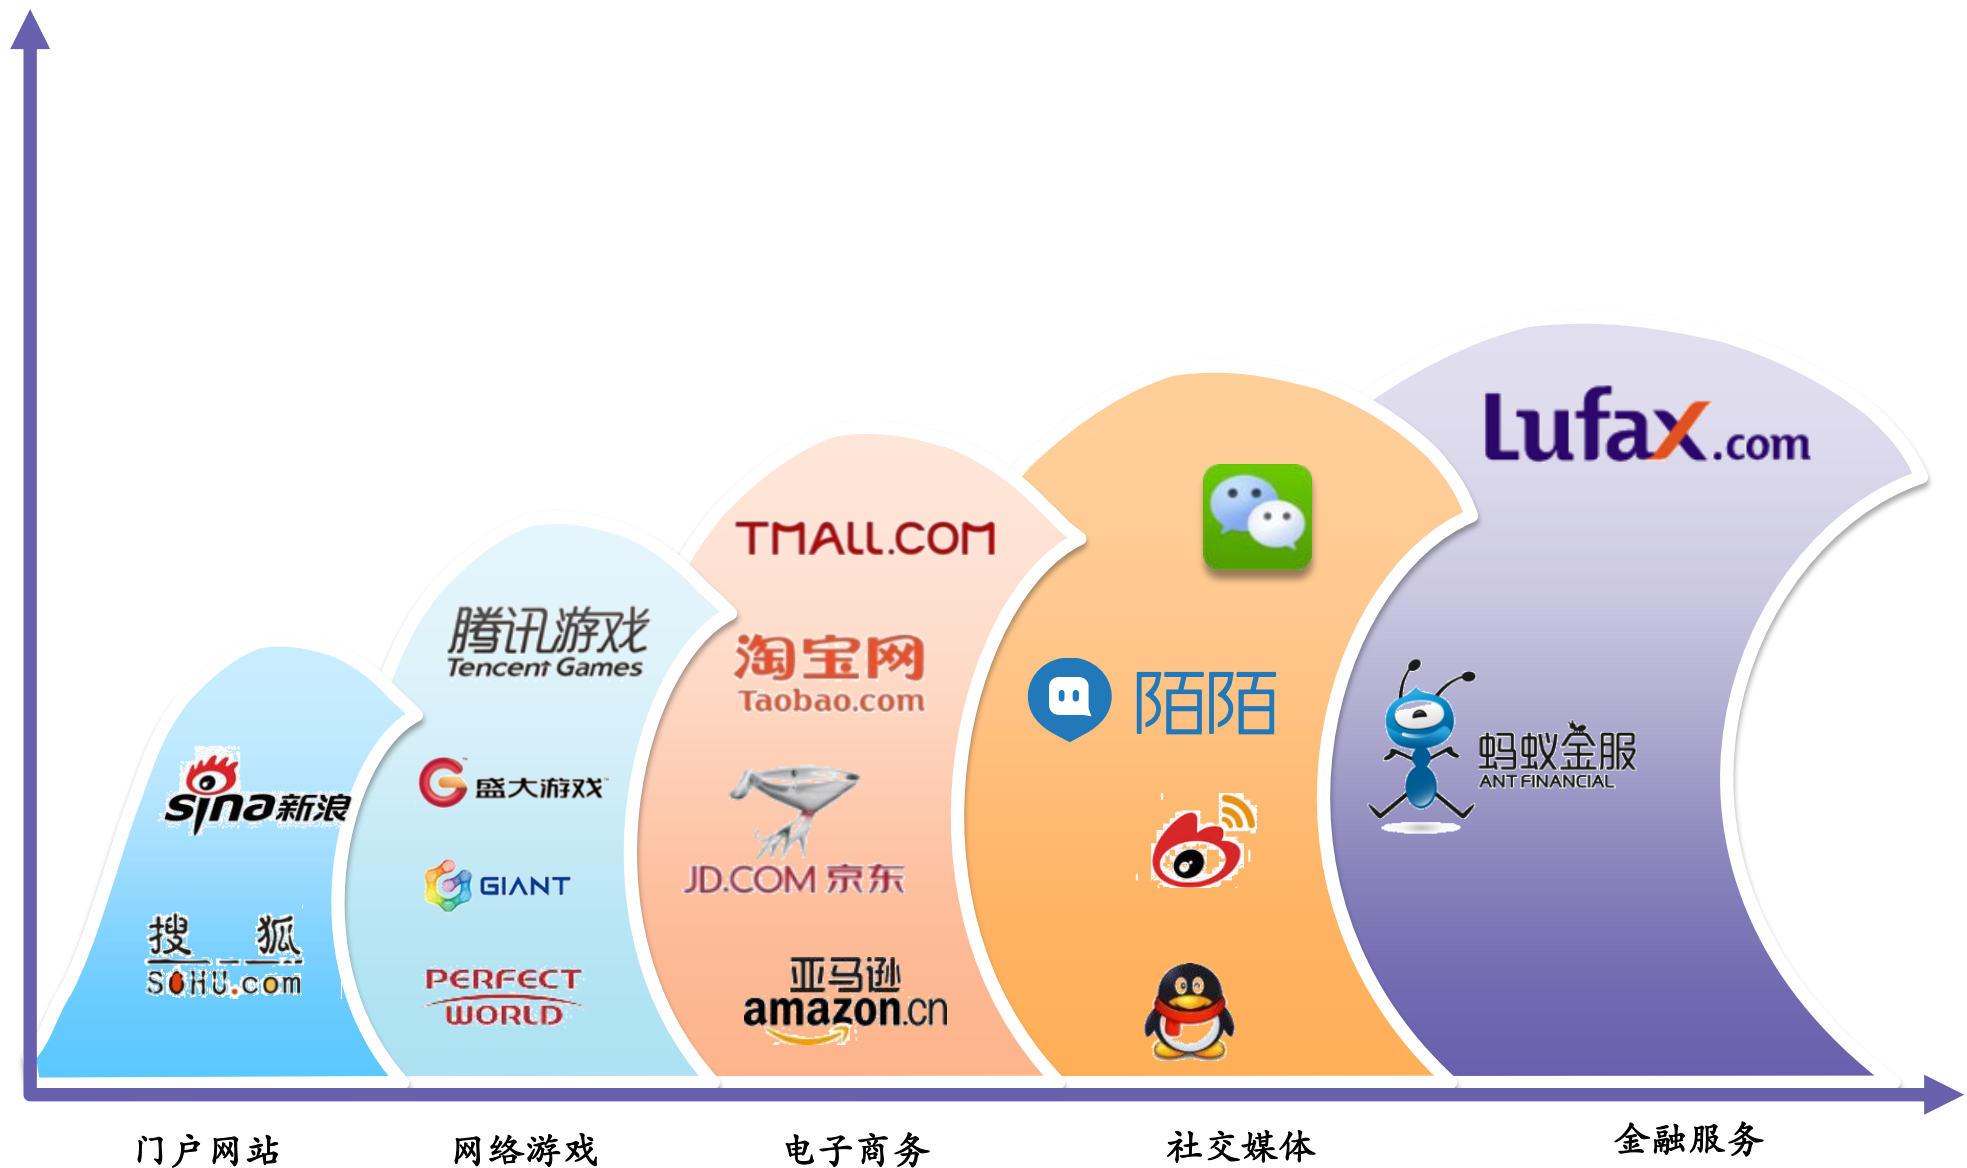 sina新浪
搜 狐
SOHU.com
腾讯游戏
Tencent Games
盛大游戏
GIANT
PERFECT
WORLD
TMALL.COM
淘宝网
Taobao.com
JD.COM 京东
亚马逊
amazon.cn
陌陌
Lufax.com
蚂蚁金服
ANT FINANCIAL
门户网站
网络游戏
电子商务
社交媒体
金融服务